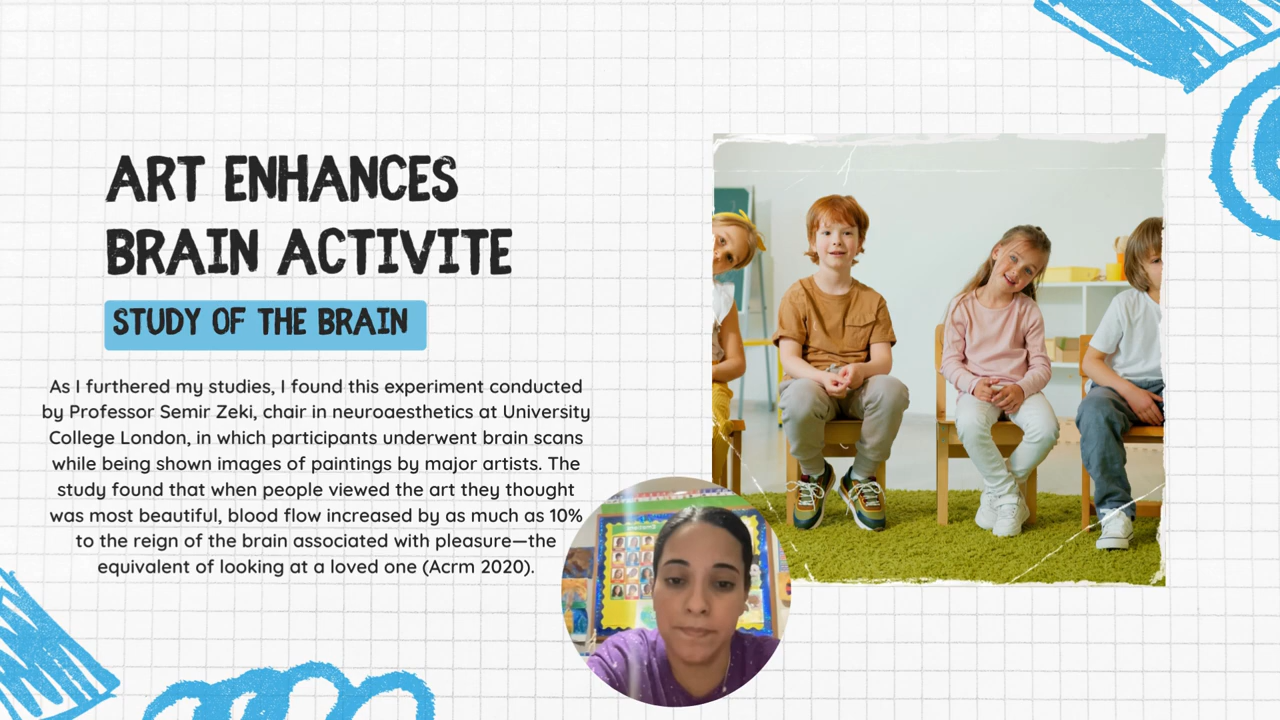 ART ENHANCES
BRAIN ACTIVITE
STUDY OF THE BRAIN
As I furthered my studies, I found this experiment conducted
by Professor Semir Zeki, chair in neuroaesthetics at University
College London, in which participants underwent brain scans
while being shown images of paintings by major artists. The
study found that when people viewed the art they thought
was most beautiful, blood flow increased by as much as 10%
to the reign of the brain associated with pleasure—the
equivalent of looking at a loved one (Acrm 2020).